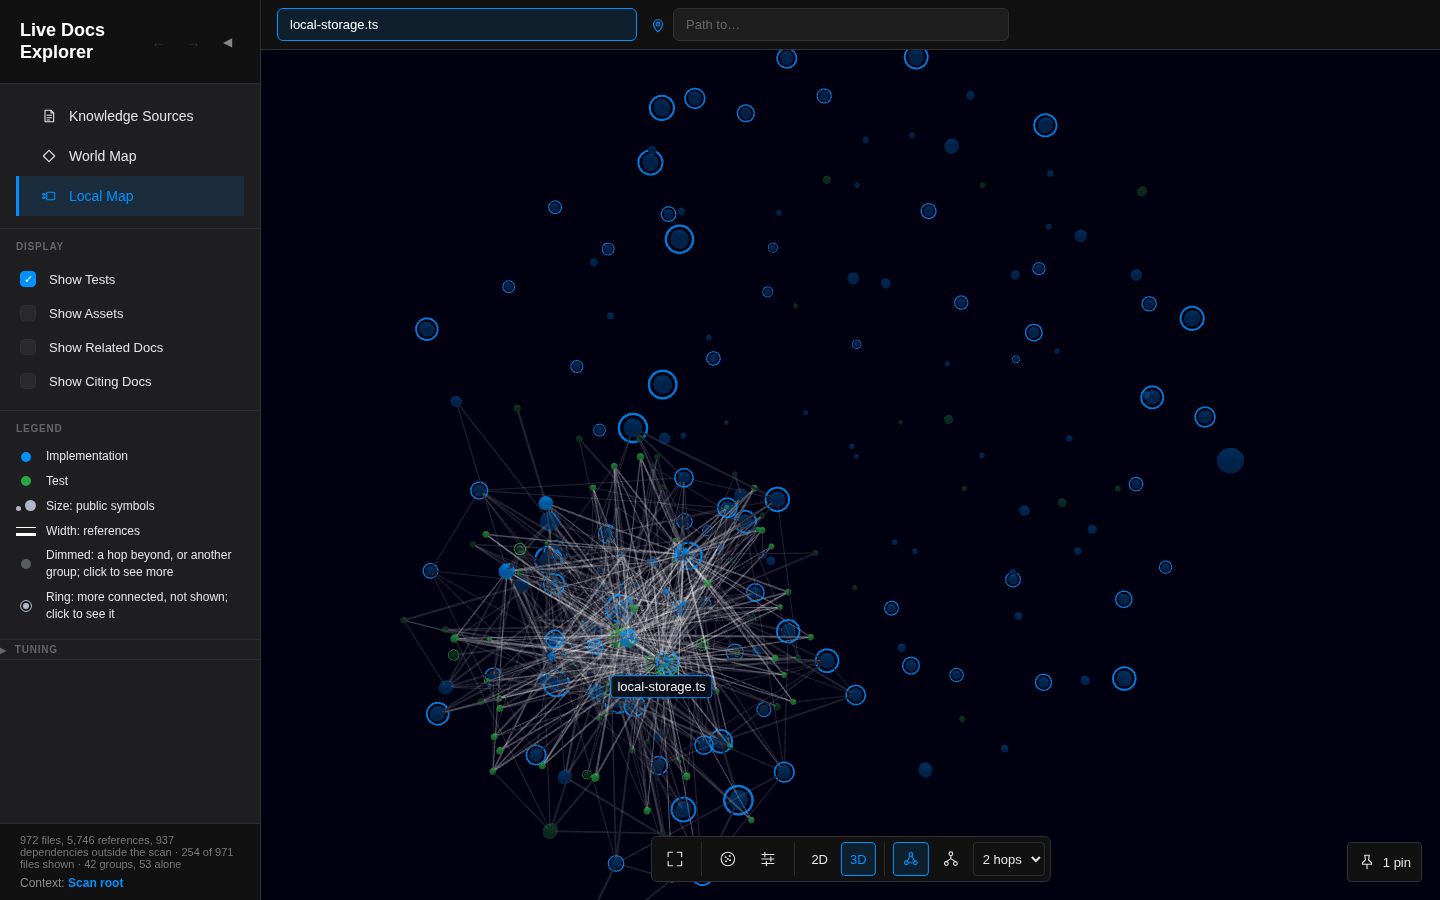 Live Docs
Explorer
local-storage.ts
Path to…
Knowledge Sources
World Map
Local Map
DISPLAY
Show Tests
Show Assets
Show Related Docs
Show Citing Docs
LEGEND
Implementation
Test
Size: public symbols
Width: references
Dimmed: a hop beyond, or another
group; click to see more
Ring: more connected, not shown;
click to see it
TUNING
local-storage.ts
972 files, 5,746 references, 937
dependencies outside the scan · 254 of 971
files shown · 42 groups, 53 alone
Context: Scan root
2D
3D
2 hops
1 pin